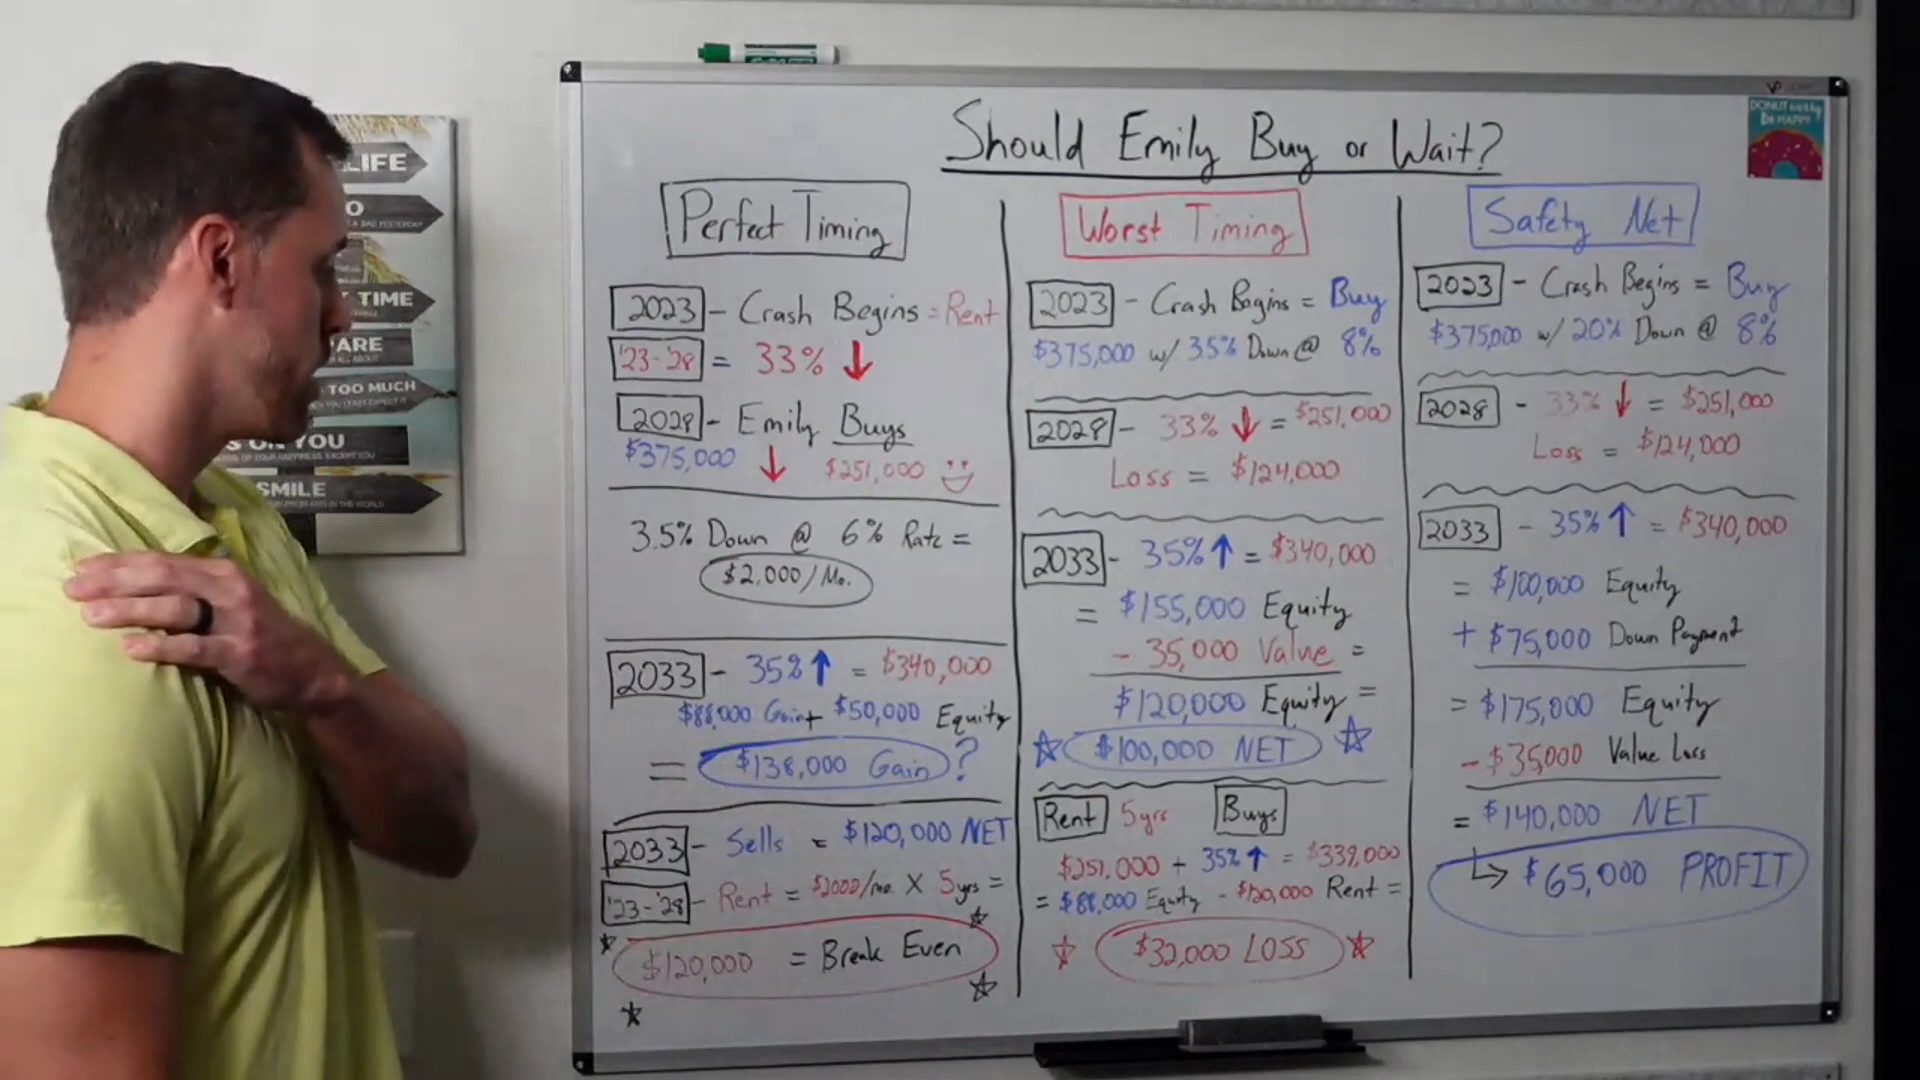 Should Emily Buy or Wait?
DONUT worry
Be HAPPY
Perfect Timing
2023 - Crash Begins = Rent
'23-'28 = 33% ↓
2028 - Emily Buys
$375,000 ↓ $251,000
3.5% Down @ 6% Rate =
$2,000/Mo.
2033 - 35% ↑ = $340,000
$88,000 Gain + $50,000 Equity
= $138,000 Gain ?
2033 - Sells = $120,000 NET
'23-'28 - Rent = $2000/mo. X 5yrs =
$120,000 = Break Even
Worst Timing
2023 - Crash Begins = Buy
$375,000 w/ 3.5% Down @ 8%
2028 - 33% ↓ = $251,000
Loss = $124,000
2033 - 35% ↑ = $340,000
= $155,000 Equity
- 35,000 Value =
$120,000 Equity =
$100,000 NET
Rent 5yrs Buys
$251,000 + 35% ↑ = $339,000
= $88,000 Equity - $120,000 Rent =
$32,000 LOSS
Safety Net
2023 - Crash Begins = Buy
$375,000 w/ 20% Down @ 8%
2028 - 33% ↓ = $251,000
Loss = $124,000
2033 - 35% ↑ = $340,000
= $100,000 Equity
+ $75,000 Down Payment
= $175,000 Equity
- $35,000 Value Loss
= $140,000 NET
↳ $65,000 PROFIT
LIFE
TIME
ARE
TOO MUCH
ON YOU
SMILE